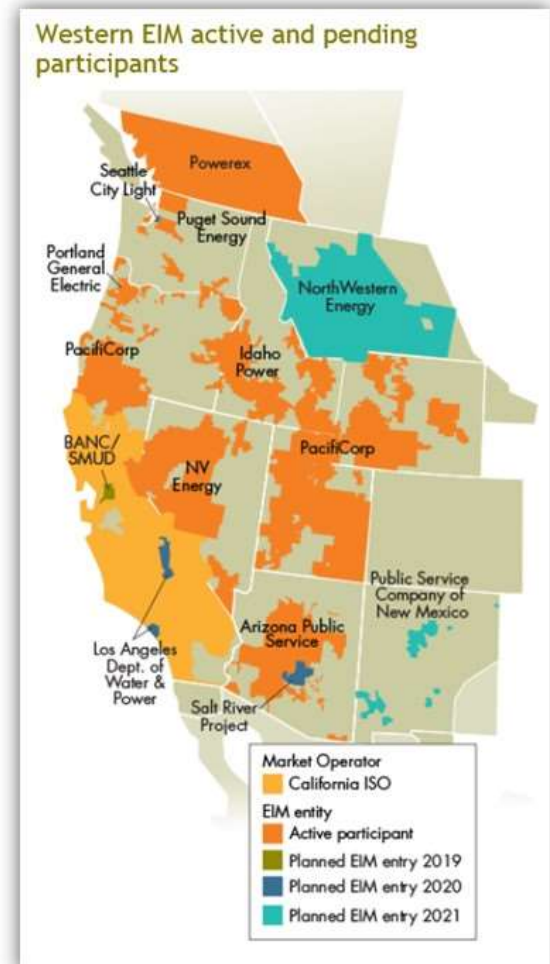 Western EIM active and pending
participants
Powerex
Seattle
City Light
Puget Sound
Energy
Portland
General
Electric
NorthWestern
Energy
PacifiCorp
Idaho
Power
BANC/
SMUD
NV
Energy
PacifiCorp
Public Service
Company of
New Mexico
Los Angeles
Dept. of
Water &
Power
Arizona Public
Service
Salt River
Project
Market Operator
California ISO
EIM entity
Active participant
Planned EIM entry 2019
Planned EIM entry 2020
Planned EIM entry 2021